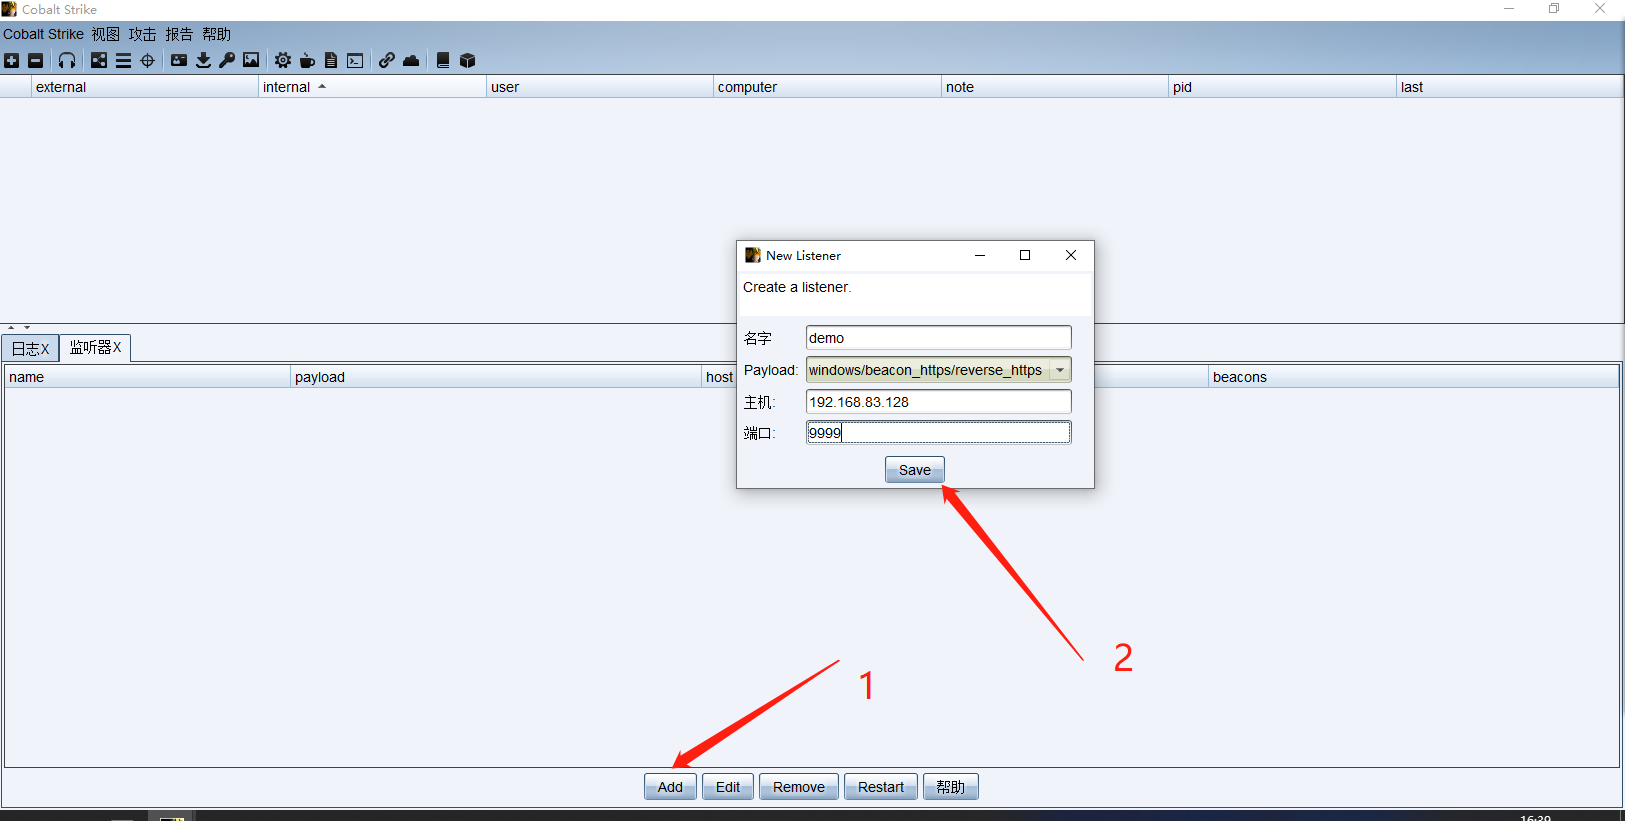 Cobalt Strike
Cobalt Strike 视图 攻击 报告 帮助
external internal user computer note pid last
New Listener
Create a listener.
名字 demo
Payload: windows/beacon_https/reverse_https
主机: 192.168.83.128
端口: 9999
Save
日志X 监听器X
name payload host beacons
2
1
Add Edit Remove Restart 帮助
16:39